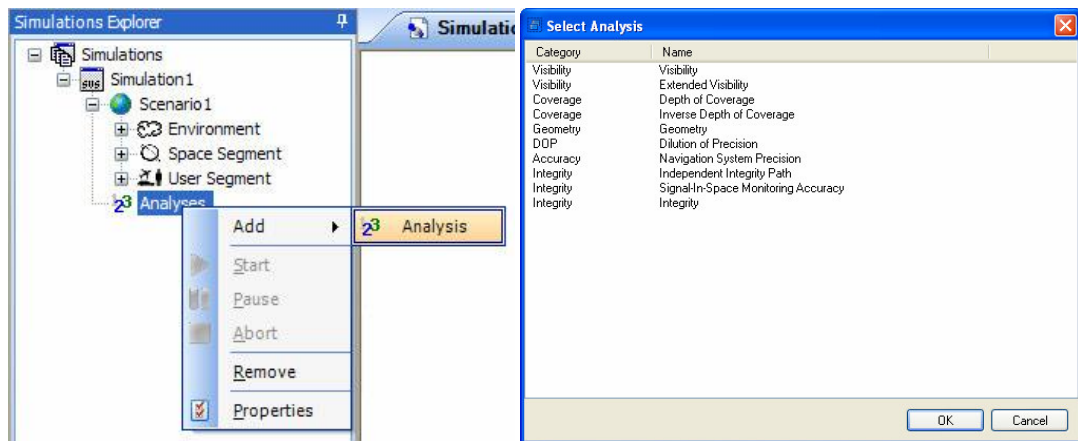 Simulations Explorer
Simulatio
Simulations
Simulation1
Scenario1
Environment
Space Segment
User Segment
Analyses
Add
Analysis
Start
Pause
Abort
Remove
Properties
Select Analysis
Category Name
Visibility Visibility
Visibility Extended Visibility
Coverage Depth of Coverage
Coverage Inverse Depth of Coverage
Geometry Geometry
DOP Dilution of Precision
Accuracy Navigation System Precision
Integrity Independent Integrity Path
Integrity Signal-In-Space Monitoring Accuracy
Integrity Integrity
OK Cancel